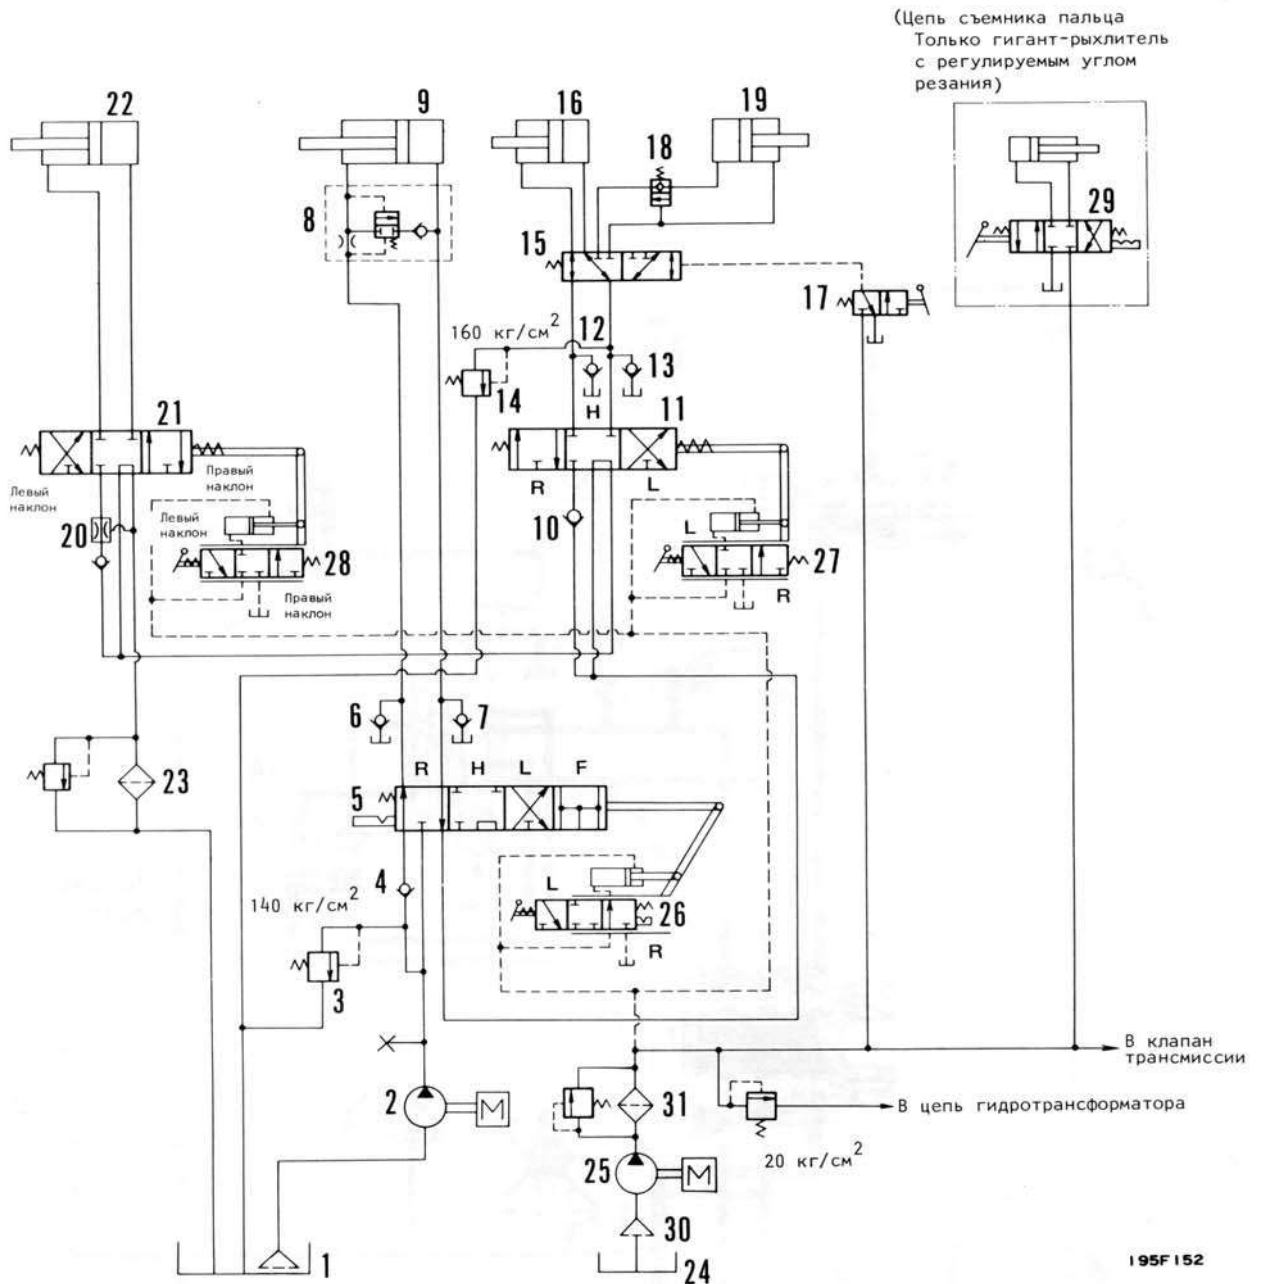 (Цепь съемника пальца
Только гигант-рыхлитель
с регулируемым углом
резания)
22
9
16
19
18
29
8
15
17
160 кг/см²
12
13
14
H
11
21
Правый
наклон
R
L
Левый
наклон
20
Левый
наклон
10
L
28
27
Правый
наклон
R
6
7
R
H
L
F
23
5
4
L
140 кг/см²
26
R
3
В клапан
трансмиссии
2
M
31
В цепь гидротрансформатора
20 кг/см²
25
M
30
1
24
195F152